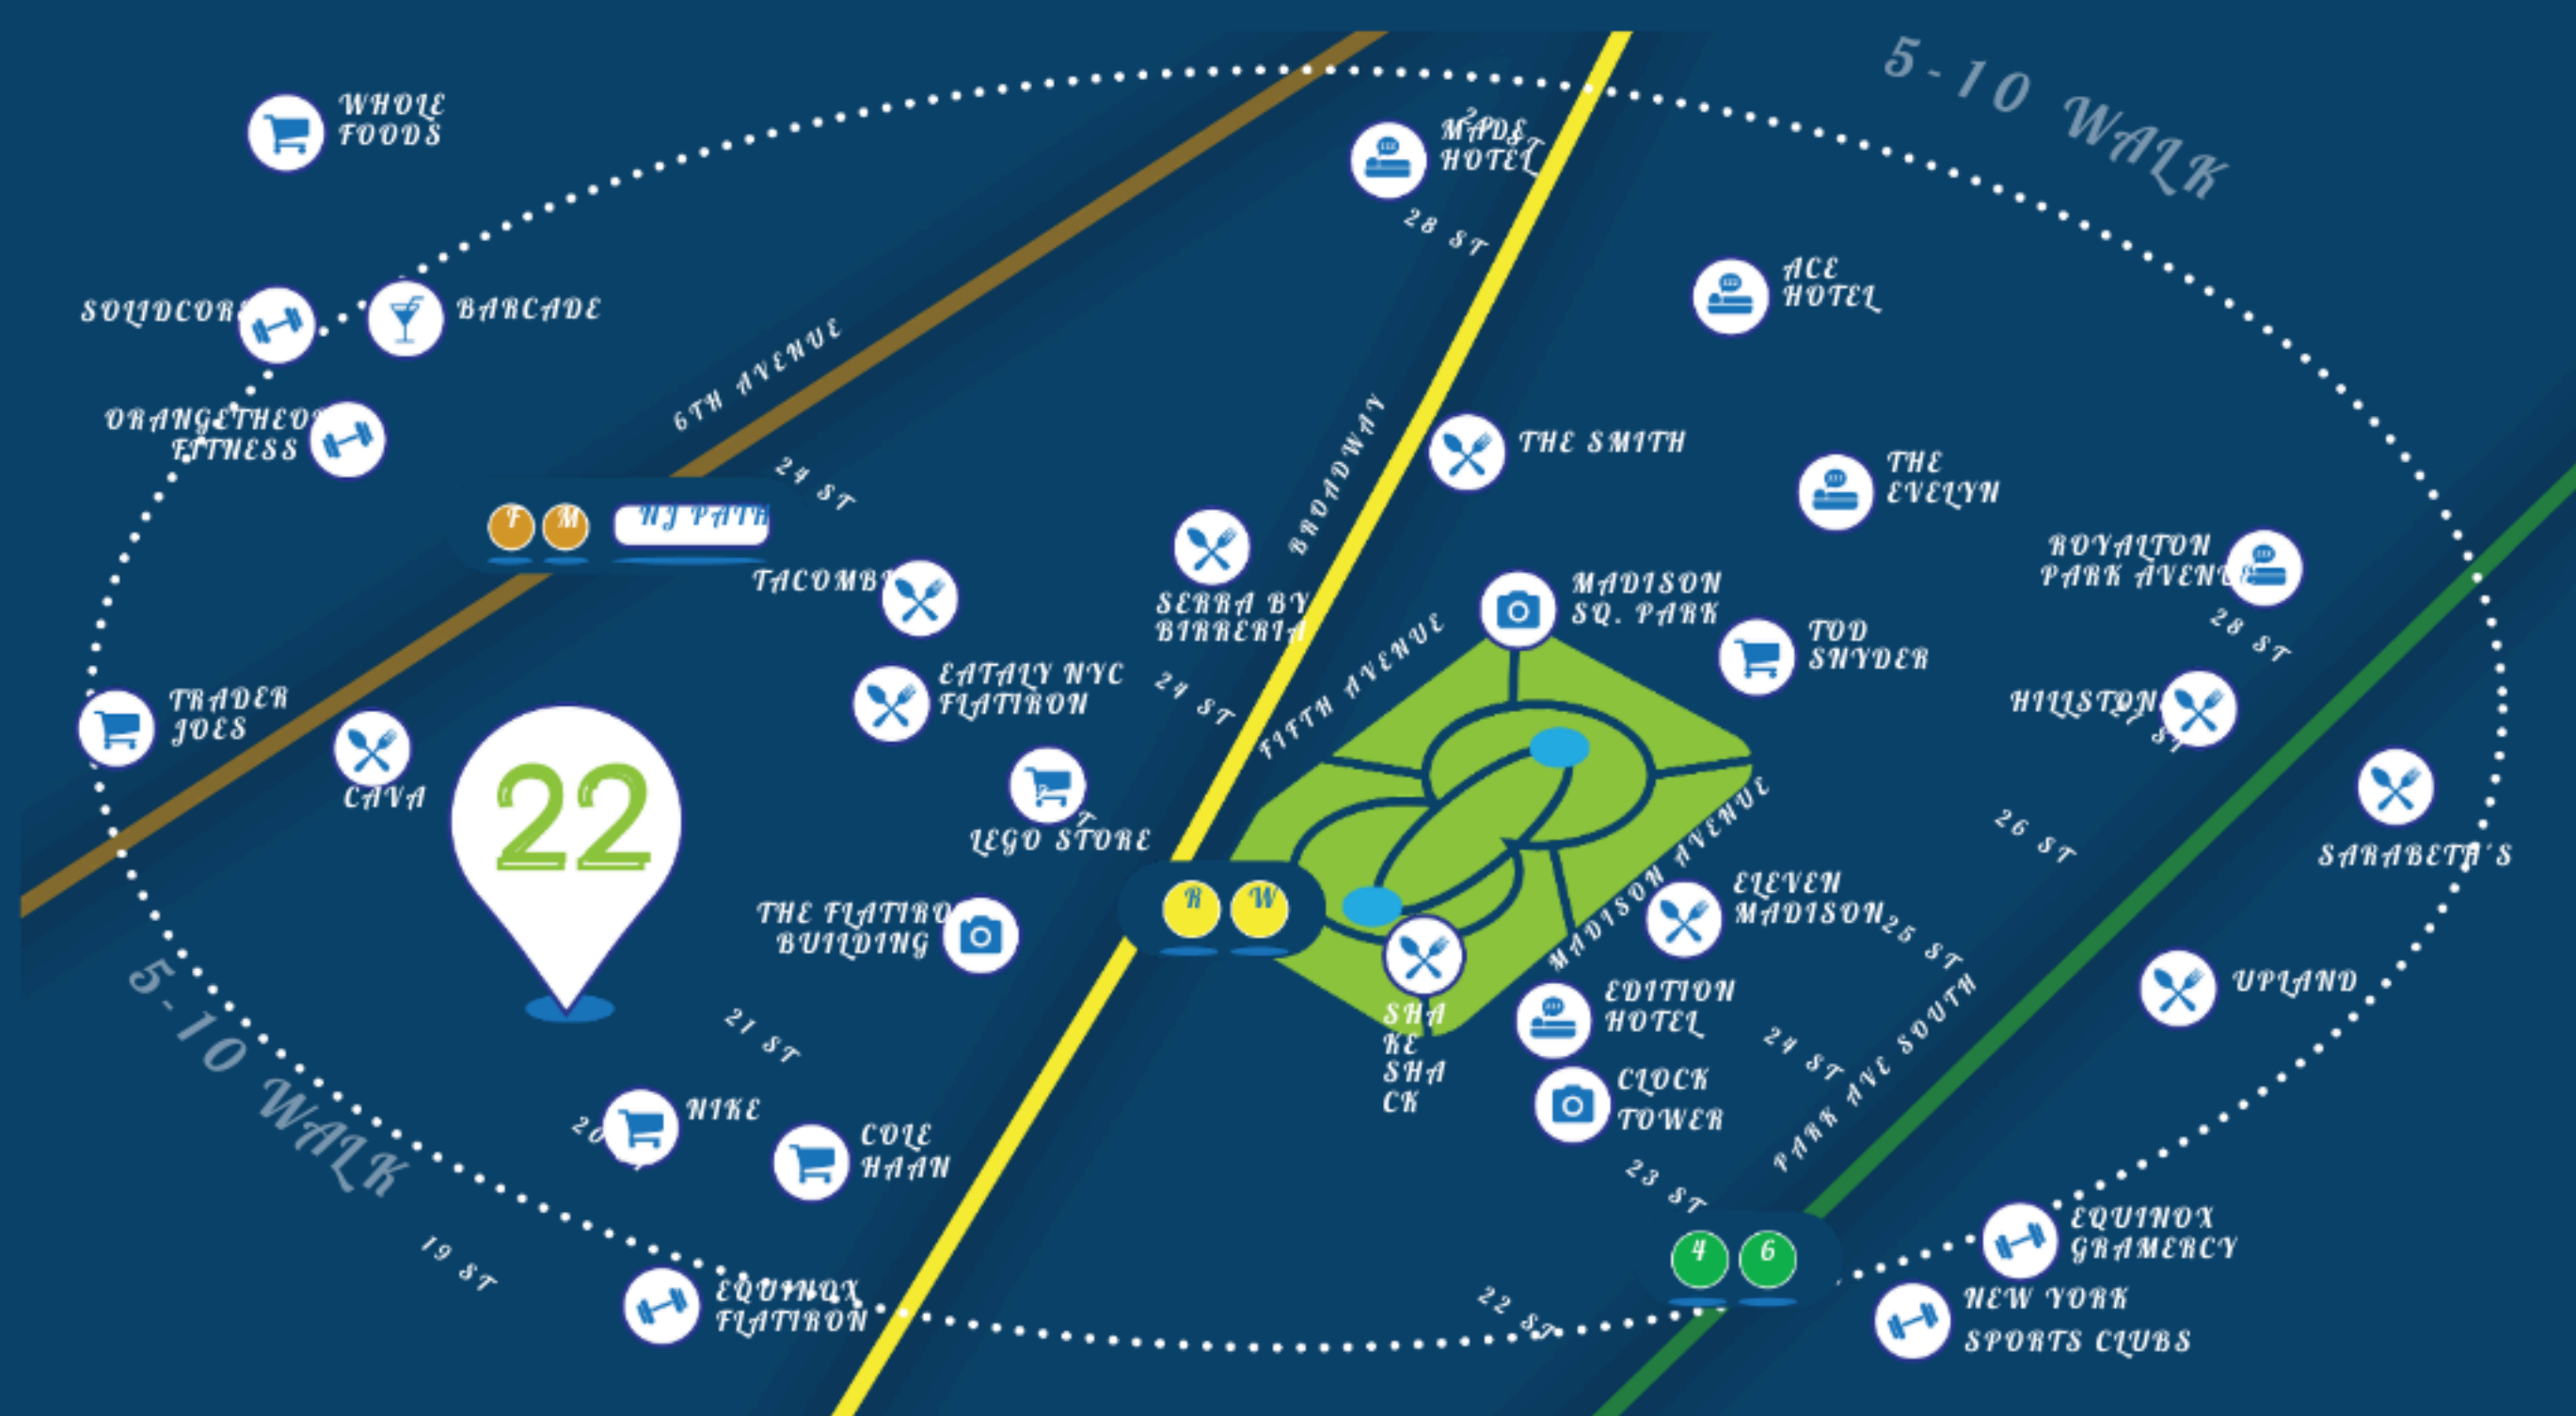 5-10 WALK
WHOLE
FOODS
MADE
HOTEL
28 ST
ACE
HOTEL
SOLIDCOR
BARCADE
6TH AVENUE
ORANGETHEO
FITNESS
24 ST
BROADWAY
THE SMITH
THE
EVELYN
F M NJ PATH
TACOMBI
SERRA BY
BIRRERIA
MADISON
SQ. PARK
TOD
SNYDER
ROYALTON
PARK AVENUE
28 ST
TRADER
JOES
CAVA
22
EATALY NYC
FLATIRON
24 ST
FIFTH AVENUE
HILLSTON
LEGO STORE
26 ST
SARABETH'S
THE FLATIRO
BUILDING
R W
MADISON AVENUE
ELEVEN
MADISON
25 ST
UPLAND
5-10 WALK
21 ST
SHA
KE
SHA
CK
EDITION
HOTEL
24 ST
PARK AVE SOUTH
CLOCK
TOWER
20
NIKE
COLE
HAAN
23 ST
19 ST
EQUINOX
FLATIRON
22 ST
4 6
EQUINOX
GRAMERCY
NEW YORK
SPORTS CLUBS